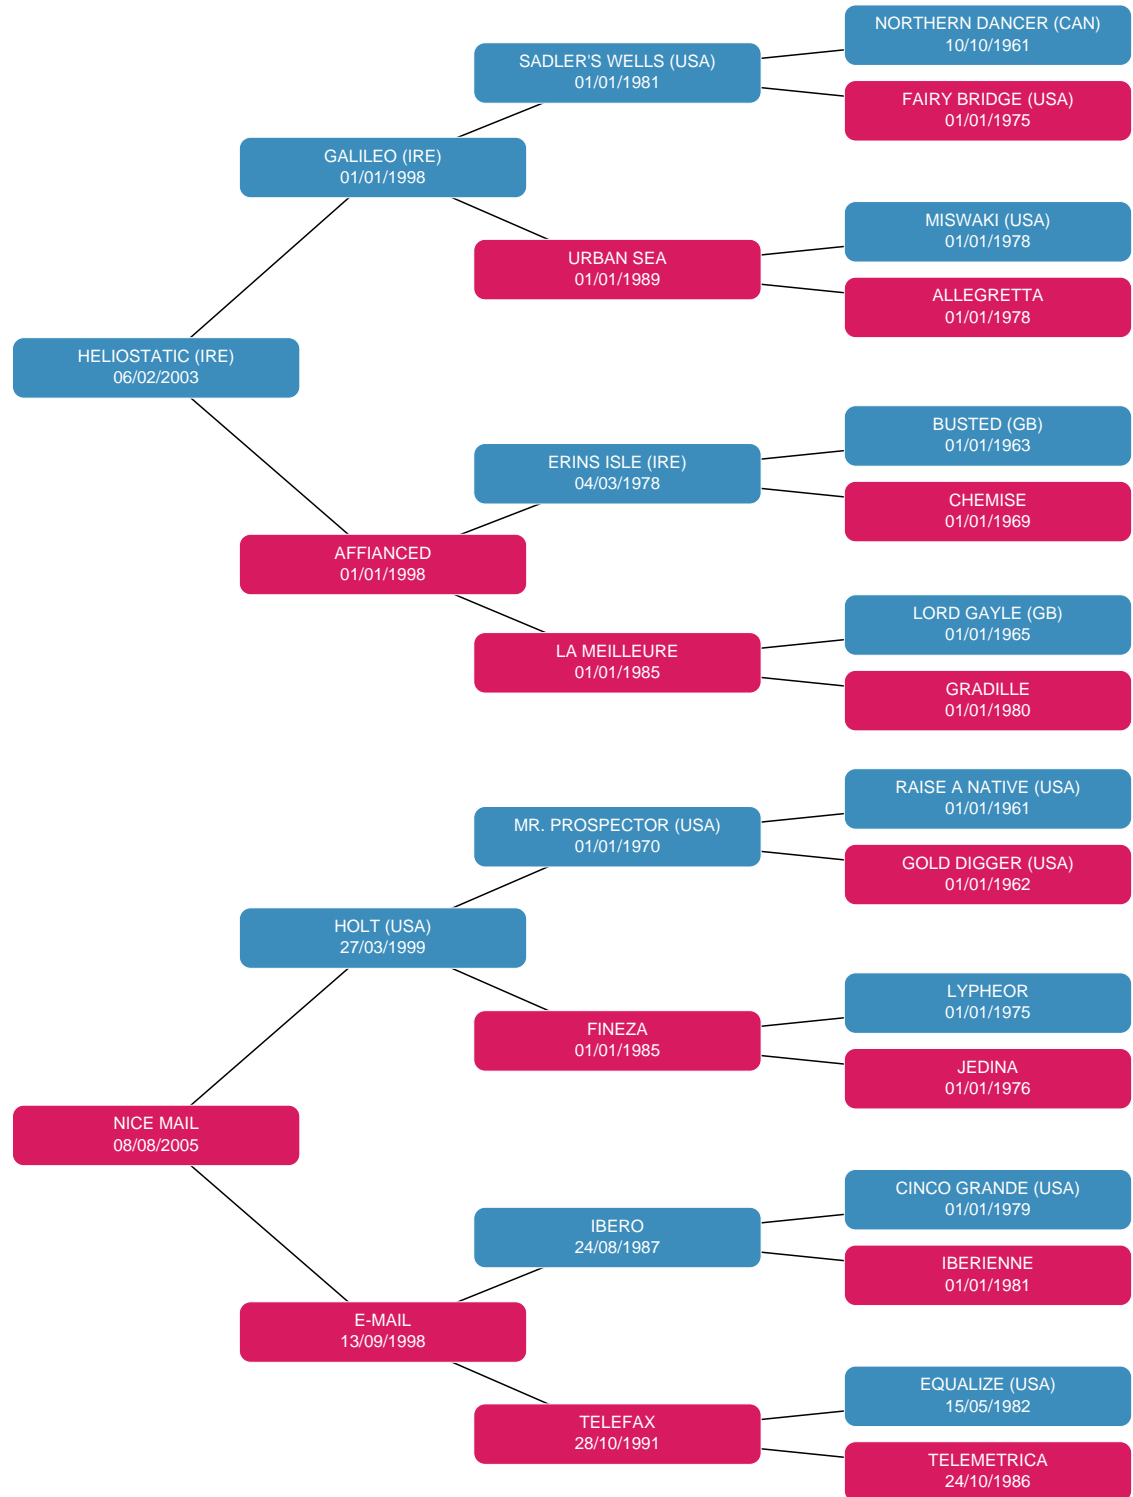 NORTHERN DANCER (CAN)
10/10/1961
SADLER'S WELLS (USA)
01/01/1981
FAIRY BRIDGE (USA)
01/01/1975
GALILEO (IRE)
01/01/1998
MISWAKI (USA)
01/01/1978
URBAN SEA
01/01/1989
ALLEGRETTA
01/01/1978
HELIOSTATIC (IRE)
06/02/2003
BUSTED (GB)
01/01/1963
ERINS ISLE (IRE)
04/03/1978
CHEMISE
01/01/1969
AFFIANCED
01/01/1998
LORD GAYLE (GB)
01/01/1965
LA MEILLEURE
01/01/1985
GRADILLE
01/01/1980
RAISE A NATIVE (USA)
01/01/1961
MR. PROSPECTOR (USA)
01/01/1970
GOLD DIGGER (USA)
01/01/1962
HOLT (USA)
27/03/1999
LYPHEOR
01/01/1975
FINEZA
01/01/1985
JEDINA
01/01/1976
NICE MAIL
08/08/2005
CINCO GRANDE (USA)
01/01/1979
IBERO
24/08/1987
IBERIENNE
01/01/1981
E-MAIL
13/09/1998
EQUALIZE (USA)
15/05/1982
TELEFAX
28/10/1991
TELEMETRICA
24/10/1986